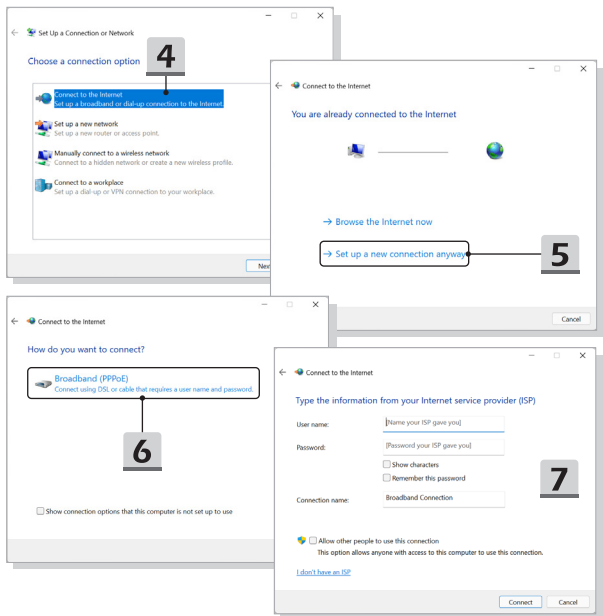 Set Up a Connection or Network
Choose a connection option
4
Connect to the Internet
Set up a broadband or dial-up connection to the Internet.
Set up a new network
Set up a new router or access point.
Manually connect to a wireless network
Connect to a hidden network or create a new wireless profile.
Connect to a workplace
Set up a dial-up or VPN connection to your workplace.
Connect to the Internet
You are already connected to the Internet
→ Browse the Internet now
→ Set up a new connection anyway
5
Cancel
Connect to the Internet
How do you want to connect?
Broadband (PPPoE)
Connect using DSL or cable that requires a user name and password.
6
Show connection options that this computer is not set up to use
Connect to the Internet
Type the information from your Internet service provider (ISP)
User name:
[Name your ISP gave you]
Password:
[Password your ISP gave you]
Show characters
Remember this password
7
Connection name:
Broadband Connection
Allow other people to use this connection
This option allows anyone with access to this computer to use this connection.
I don't have an ISP
Connect
Cancel